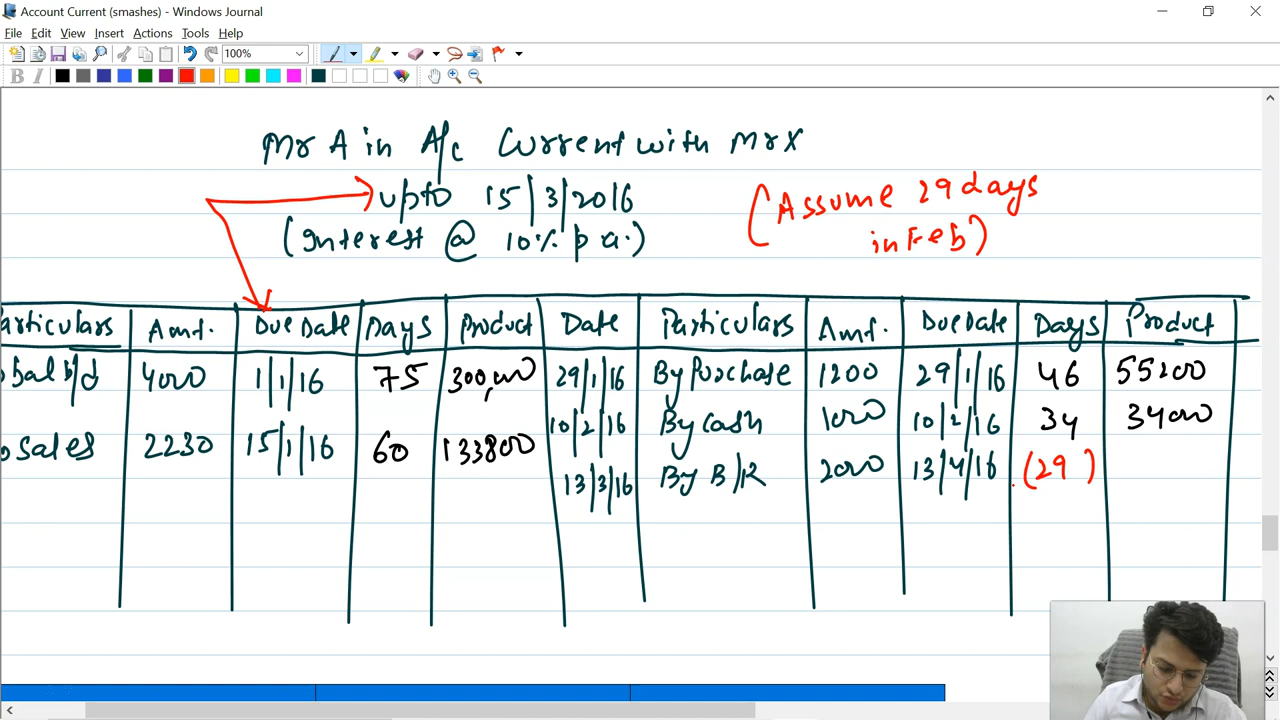 Account Current (smashes) - Windows Journal
File Edit View Insert Actions Tools Help
100%
B I
Mr A in A/c Current with Mr X
upto 15/3/2016
(Interest @ 10% p.a.)
(Assume 29 days
in Feb)
articulars Amt. Due Date Days Product Date Particulars Amt. Due Date Days Product
o bal b/d 4000 1/1/16 75 300,000 29/1/16 By Purchase 1200 29/1/16 46 55200
10/2/16 By Cash 1000 10/2/16 34 34000
o sales 2230 15/1/16 60 133800
13/3/16 By B/R 2000 13/4/16 (29)